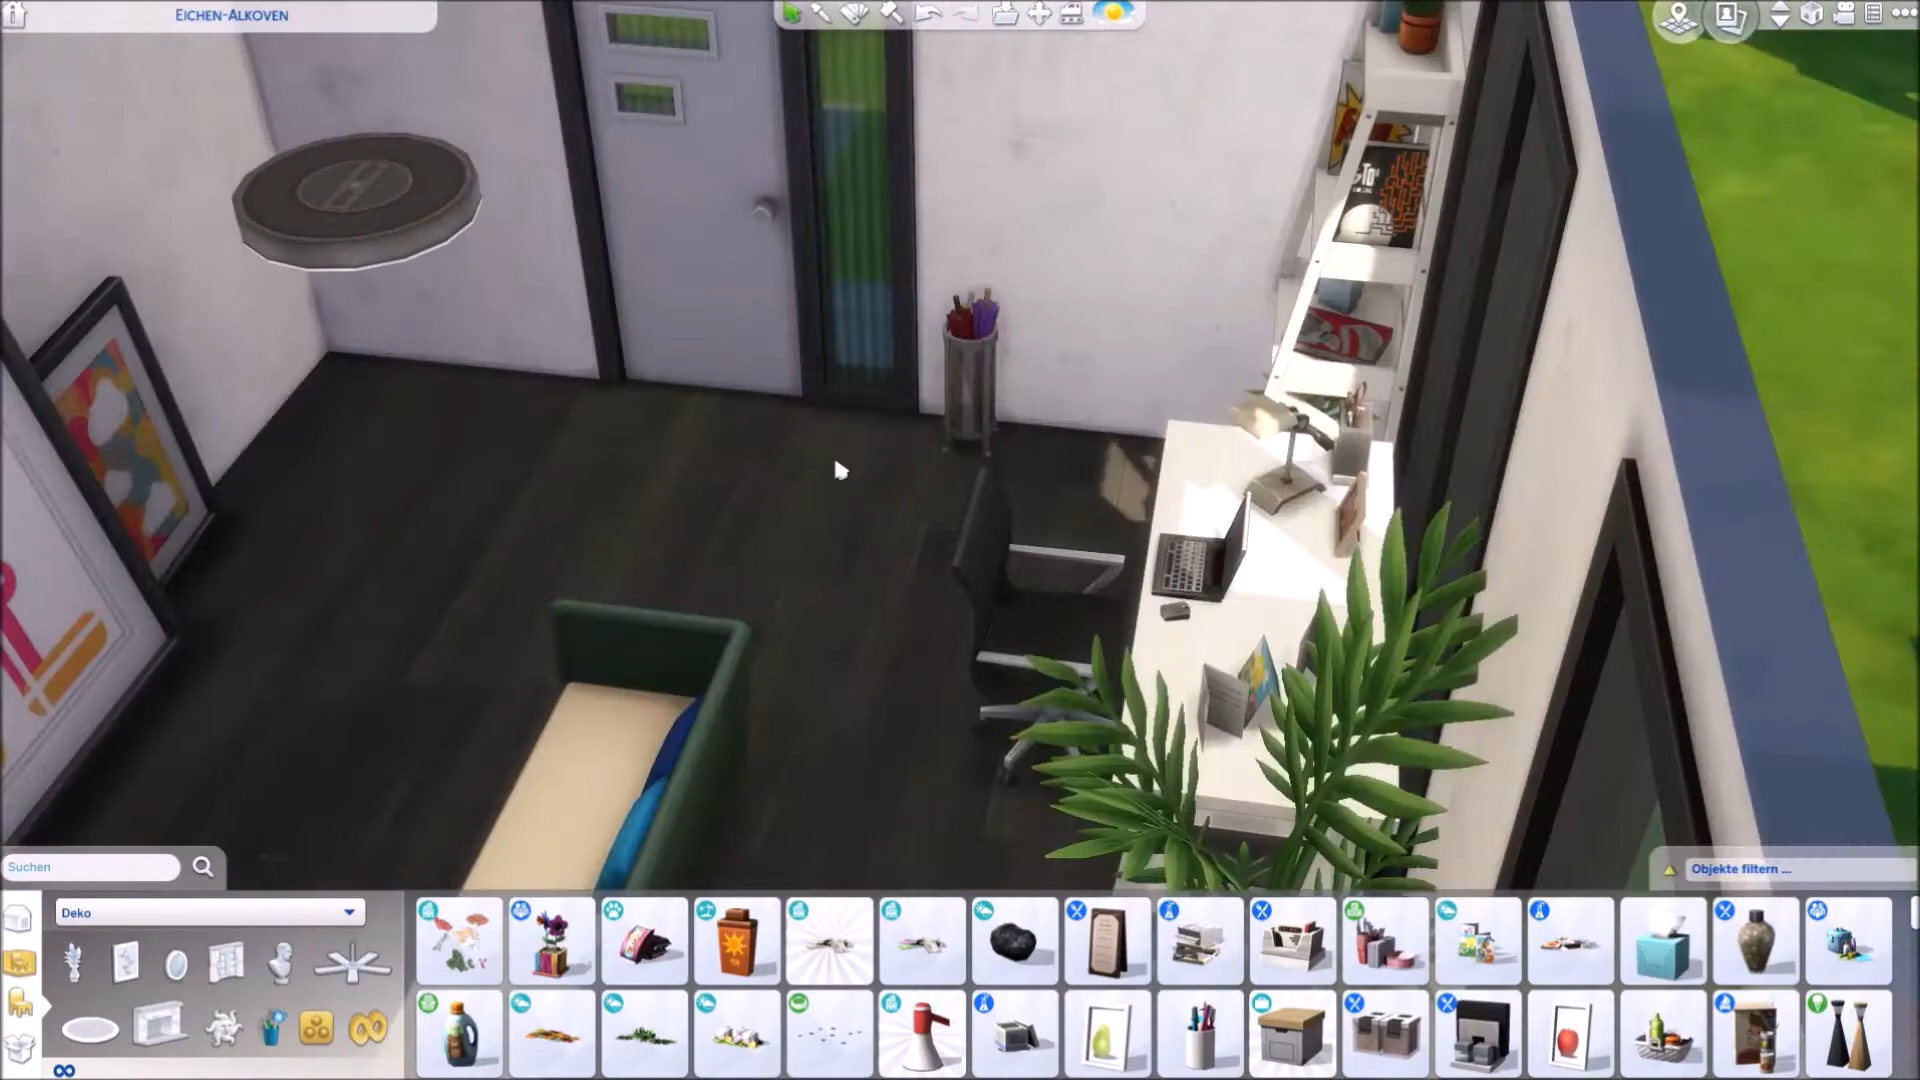 Eichen-Alkoven
Suchen
Objekte filtern ...
Deko